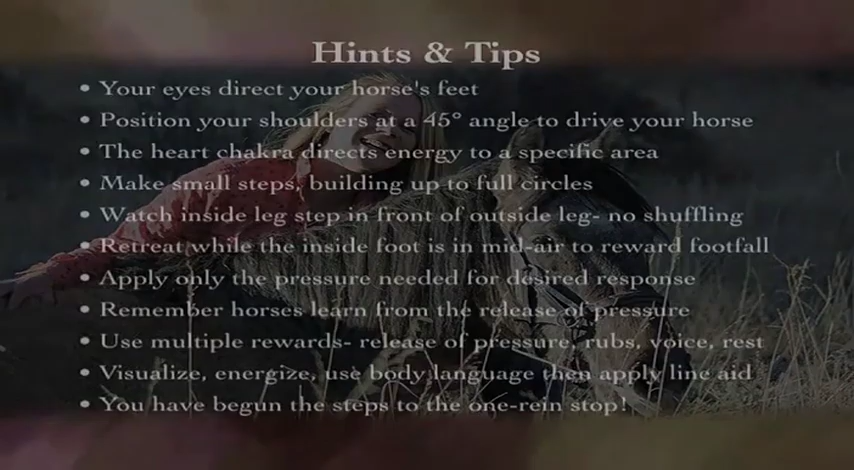 Hints & Tips
• Your eyes direct your horse's feet
• Position your shoulders at a 45° angle to drive your horse
• The heart chakra directs energy to a specific area
• Make small steps, building up to full circles
• Watch inside leg step in front of outside leg- no shuffling
• Retreat while the inside foot is in mid-air to reward footfall
• Apply only the pressure needed for desired response
• Remember horses learn from the release of pressure
• Use multiple rewards- release of pressure, rubs, voice, rest
• Visualize, energize, use body language then apply line aid
• You have begun the steps to the one-rein stop!